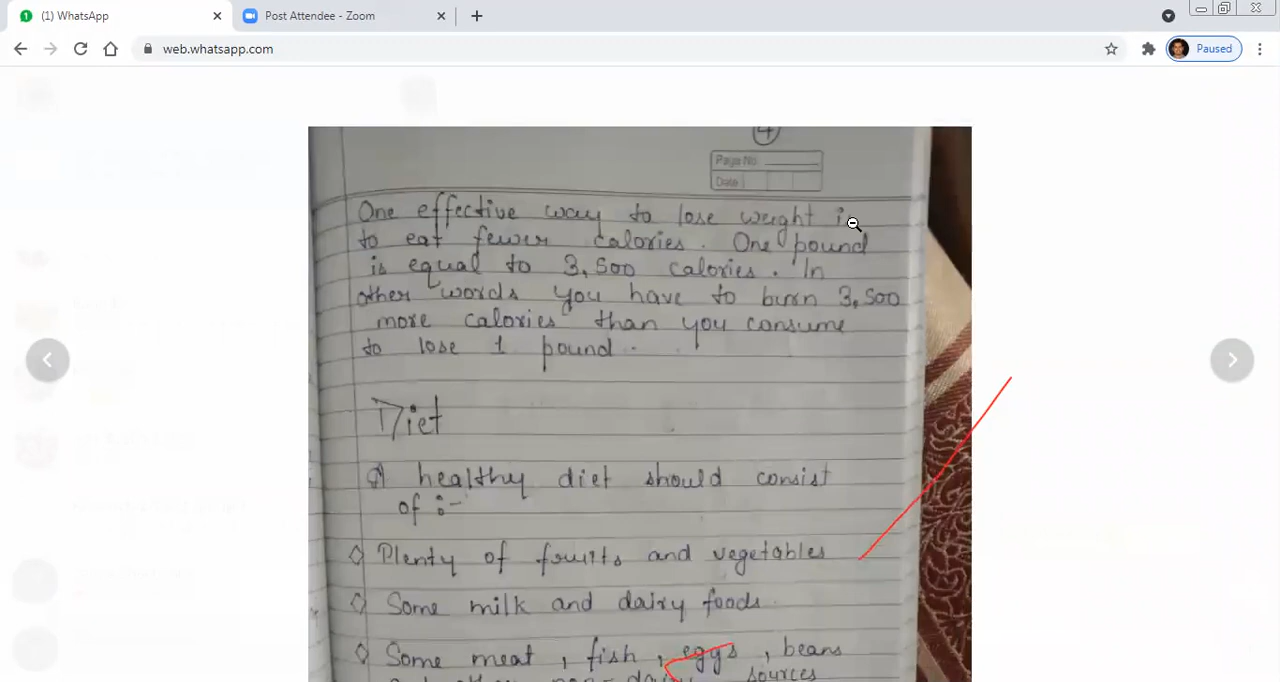 (1) WhatsApp
Post Attendee - Zoom
web.whatsapp.com
Paused
4
Page No
Date
One effective way to lose weight is
to eat fewer calories. One pound
is equal to 3,500 calories. In
other words you have to burn 3,500
more calories than you consume
to lose 1 pound.
Diet
A healthy diet should consist
of :-
Plenty of fruits and vegetables
Some milk and dairy foods.
Some meat, fish, eggs, beans
non-dairy sources